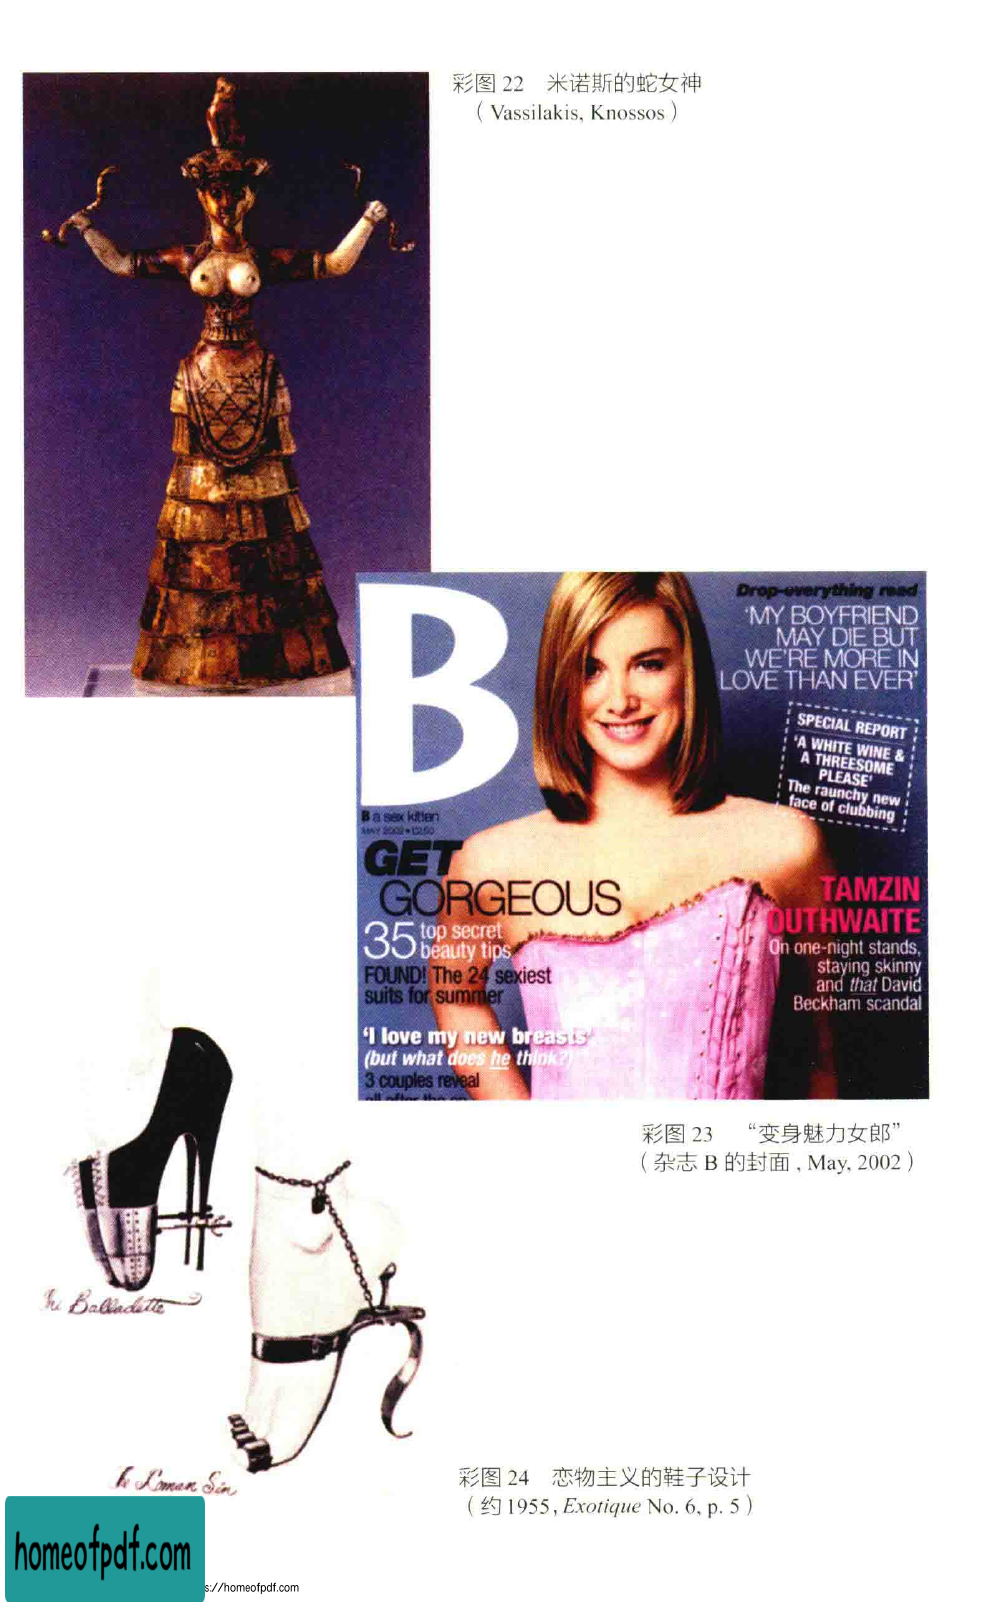 彩图 22 米诺斯的蛇女神
（Vassilakis, Knossos）
B
Drop-everything read
‘MY BOYFRIEND
MAY DIE BUT
WE’RE MORE IN
LOVE THAN EVER’
SPECIAL REPORT
‘A WHITE WINE &
A THREESOME
PLEASE’
The raunchy new
face of clubbing
B a sex kitten
MAY 2002 •
GET
GORGEOUS
35 top secret
beauty tips
FOUND! The 24 sexiest
suits for summer
‘I love my new breasts’
(but what does he think?)
3 couples reveal
all after the op
TAMZIN
OUTHWAITE
On one-night stands,
staying skinny
and that David
Beckham scandal
彩图 23 “变身魅力女郎”
（杂志 B 的封面 , May, 2002）
The Balladette
The Roman Sin
彩图 24 恋物主义的鞋子设计
（约 1955, Exotique No. 6, p. 5）
homeofpdf.com
s://homeofpdf.com